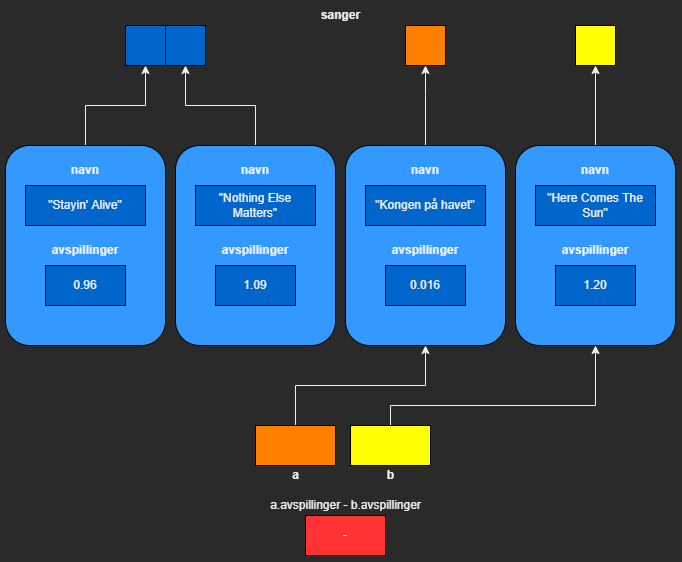 sanger
navn
"Stayin' Alive"
avspillinger
0.96
navn
"Nothing Else
Matters"
avspillinger
1.09
navn
"Kongen på havet"
avspillinger
0.016
navn
"Here Comes The
Sun"
avspillinger
1.20
a
b
a.avspillinger - b.avspillinger
-